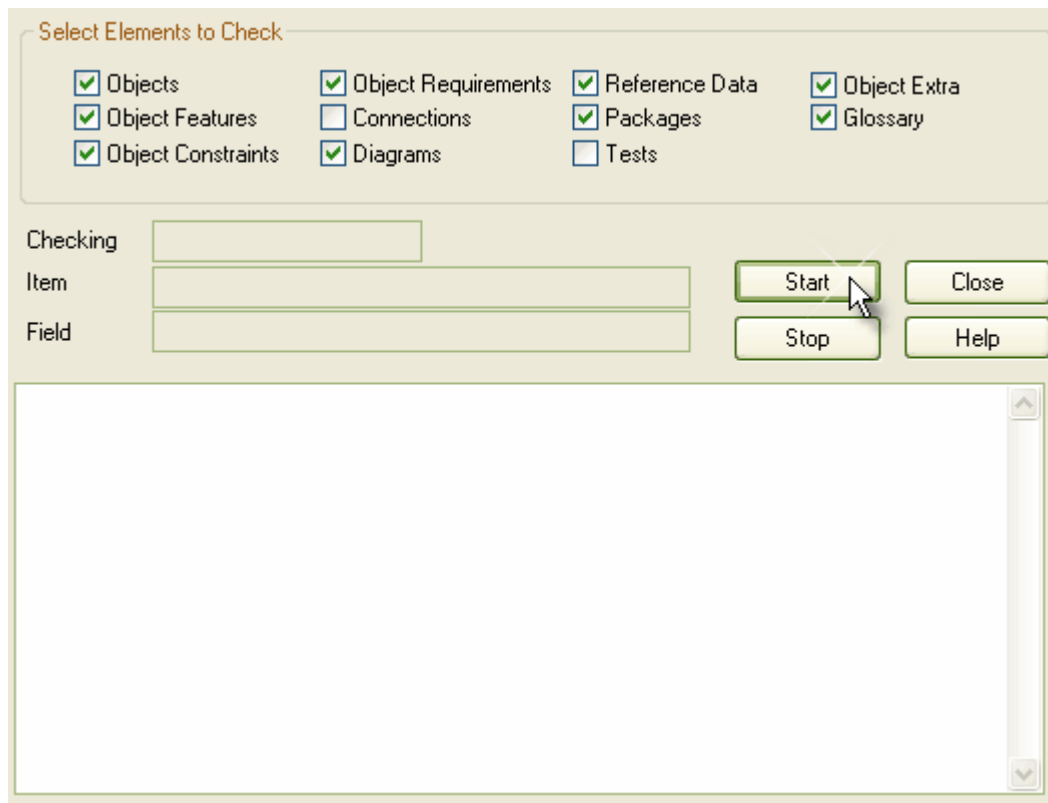 Select Elements to Check
Objects Object Requirements Reference Data Object Extra
Object Features Connections Packages Glossary
Object Constraints Diagrams Tests
Checking
Item Start Close
Field Stop Help